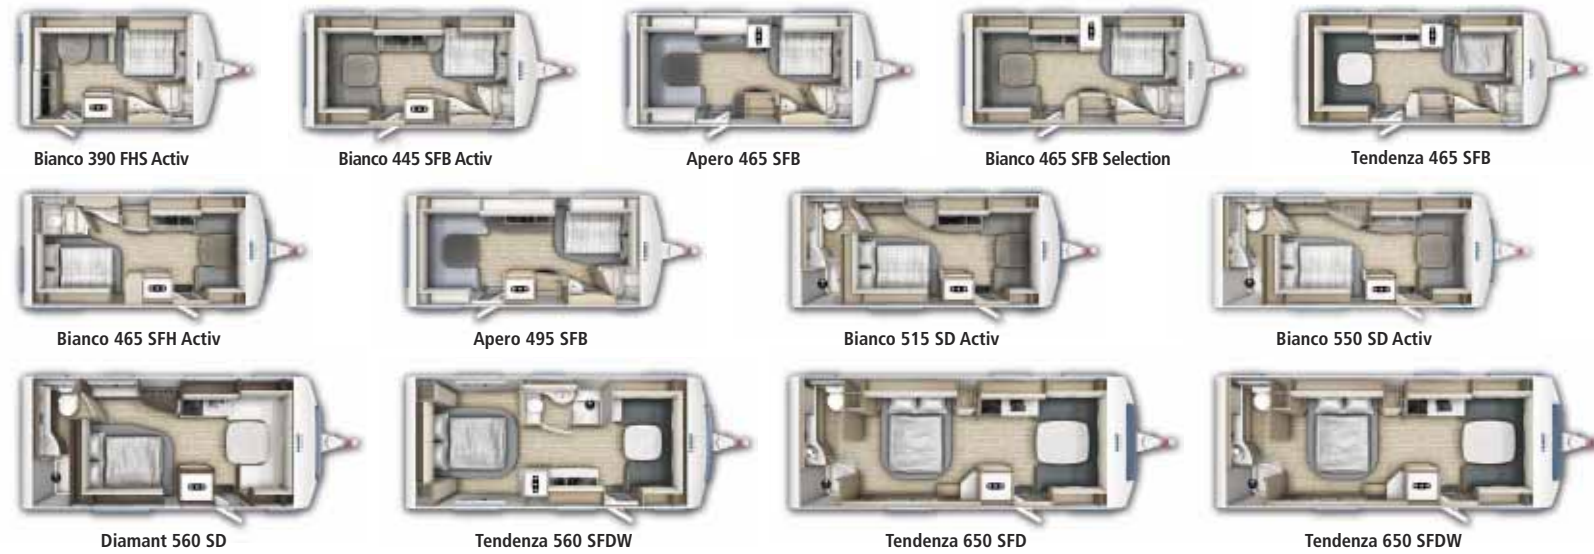 Bianco 390 FHS Activ
Bianco 445 SFB Activ
Apero 465 SFB
Bianco 465 SFB Selection
Tendenza 465 SFB
Bianco 465 SFH Activ
Apero 495 SFB
Bianco 515 SD Activ
Bianco 550 SD Activ
Diamant 560 SD
Tendenza 560 SFDW
Tendenza 650 SFD
Tendenza 650 SFDW